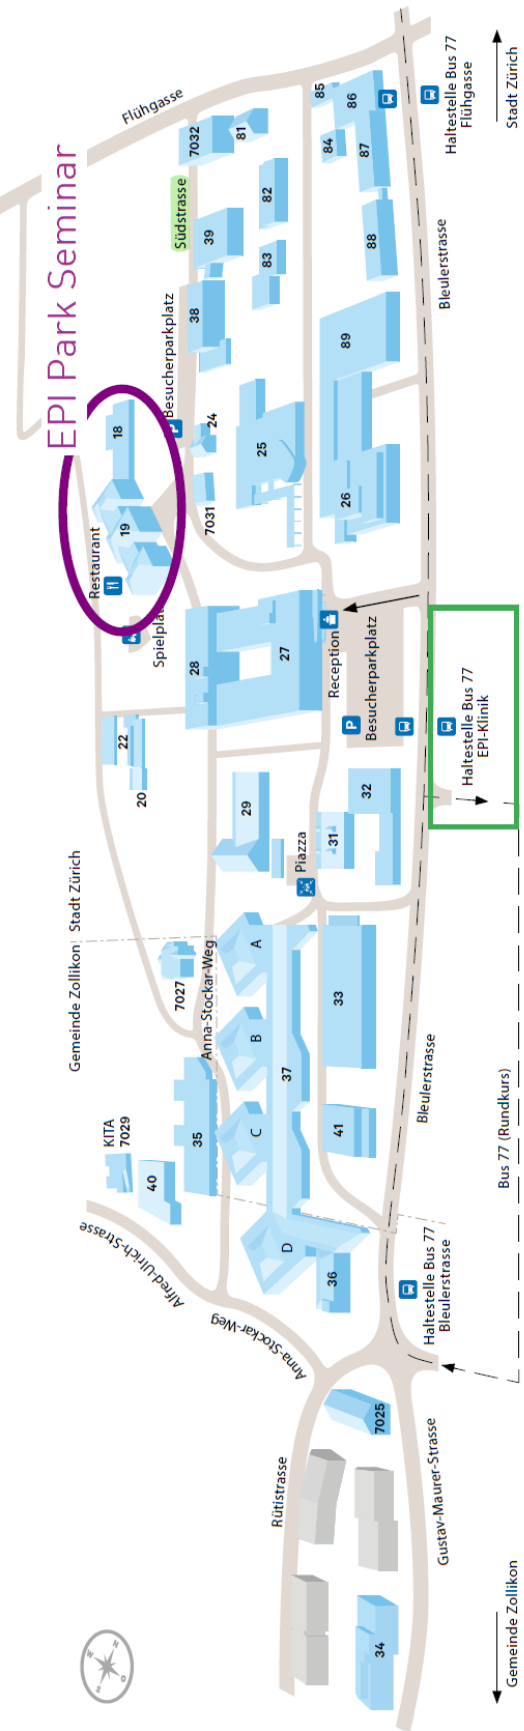 EPI Park Seminar
Flühgasse
7032
81
85
86
84
87
Haltestelle Bus 77
Flühgasse
Stadt Zürich
Südstrasse
39
82
83
88
Bleulerstrasse
38
Besucherparkplatz
P
18
24
25
89
7031
26
19
Restaurant
Spielplat
28
27
Reception
Besucherparkplatz
P
Haltestelle Bus 77
EPI-Klinik
22
20
29
32
31
Piazza
Gemeinde Zollikon
Stadt Zürich
7027
Anna-Stockar-Weg
A
B
C
D
37
33
41
Bleulerstrasse
Bus 77 (Rundkurs)
KITA
7029
40
35
Alfred-Ulrich-Strasse
Anna-Stockar-Weg
36
Haltestelle Bus 77
Bleulerstrasse
7025
Rütistrasse
Gustav-Maurer-Strasse
34
Gemeinde Zollikon